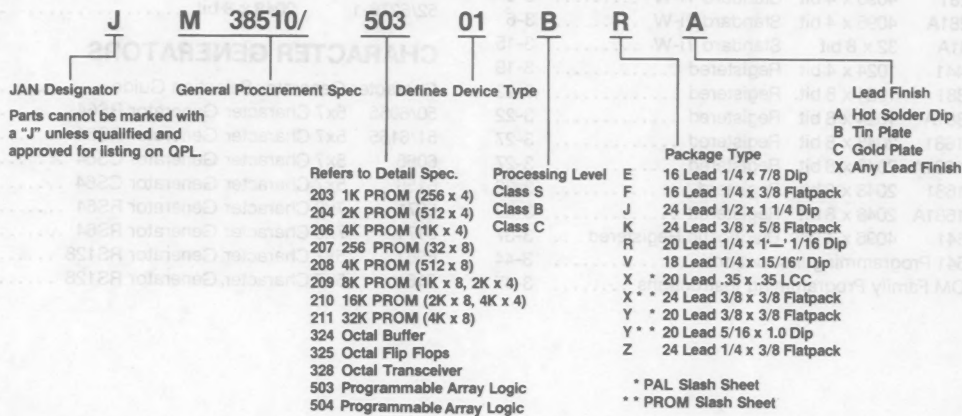 J M 38510/ 503 01 B R A
JAN Designator
Parts cannot be marked with
a "J" unless qualified and
approved for listing on QPL.
General Procurement Spec
Defines Device Type
Refers to Detail Spec.
203 1K PROM (256 x 4)
204 2K PROM (512 x 4)
206 4K PROM (1K x 4)
207 256 PROM (32 x 8)
208 4K PROM (512 x 8)
209 8K PROM (1K x 8, 2K x 4)
210 16K PROM (2K x 8, 4K x 4)
211 32K PROM (4K x 8)
324 Octal Buffer
325 Octal Flip Flops
328 Octal Transceiver
503 Programmable Array Logic
504 Programmable Array Logic
Processing Level
Class S
Class B
Class C
Package Type
E 16 Lead 1/4 x 7/8 Dip
F 16 Lead 1/4 x 3/8 Flatpack
J 24 Lead 1/2 x 1 1/4 Dip
K 24 Lead 3/8 x 5/8 Flatpack
R 20 Lead 1/4 x 1'—' 1/16 Dip
V 18 Lead 1/4 x 15/16" Dip
X * 20 Lead .35 x .35 LCC
X * * 24 Lead 3/8 x 3/8 Flatpack
Y * 20 Lead 3/8 x 3/8 Flatpack
Y * * 20 Lead 5/16 x 1.0 Dip
Z 24 Lead 1/4 x 3/8 Flatpack
* PAL Slash Sheet
* * PROM Slash Sheet
Lead Finish
A Hot Solder Dip
B Tin Plate
C Gold Plate
X Any Lead Finish